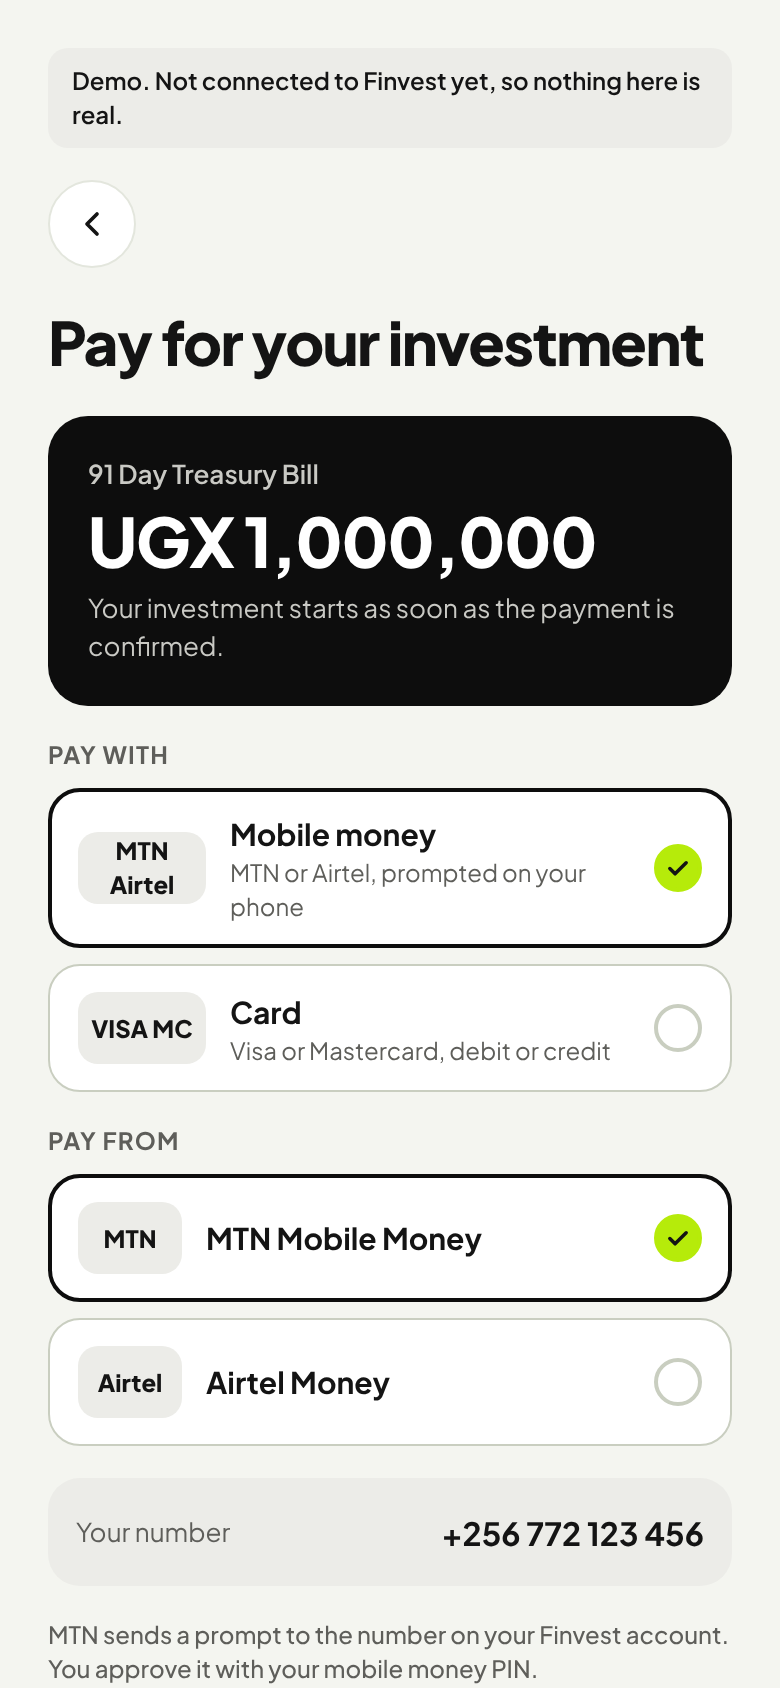 Demo. Not connected to Finvest yet, so nothing here is
real.
Pay for your investment
91 Day Treasury Bill
UGX 1,000,000
Your investment starts as soon as the payment is
confirmed.
PAY WITH
MTN
Airtel
Mobile money
MTN or Airtel, prompted on your
phone
VISA MC
Card
Visa or Mastercard, debit or credit
PAY FROM
MTN
MTN Mobile Money
Airtel
Airtel Money
Your number
+256 772 123 456
MTN sends a prompt to the number on your Finvest account.
You approve it with your mobile money PIN.